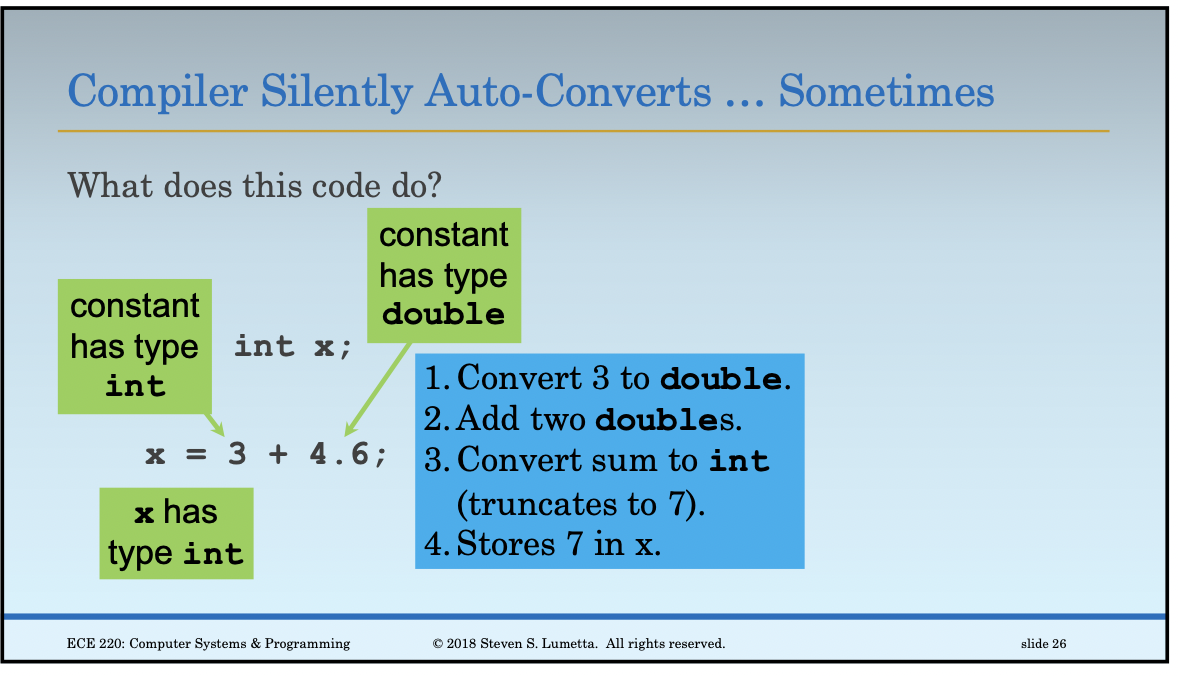 Compiler Silently Auto-Converts … Sometimes
What does this code do?
constant
has type
double
constant
has type
int
int x;
x = 3 + 4.6;
x has
type int
1. Convert 3 to double.
2. Add two doubles.
3. Convert sum to int
(truncates to 7).
4. Stores 7 in x.
ECE 220: Computer Systems & Programming
© 2018 Steven S. Lumetta. All rights reserved.
slide 26